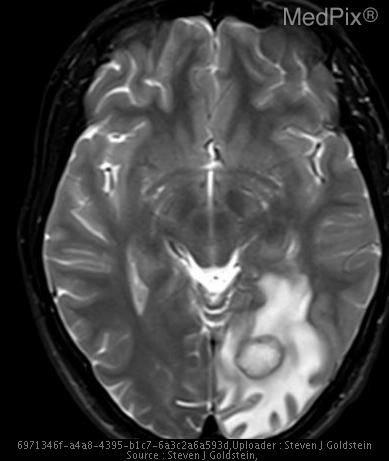 MedPix®
6971346f-a4a8-4395-b1c7-6a3c2a6a593d,Uploader : Steven J Goldstein
Source : Steven J Goldstein,